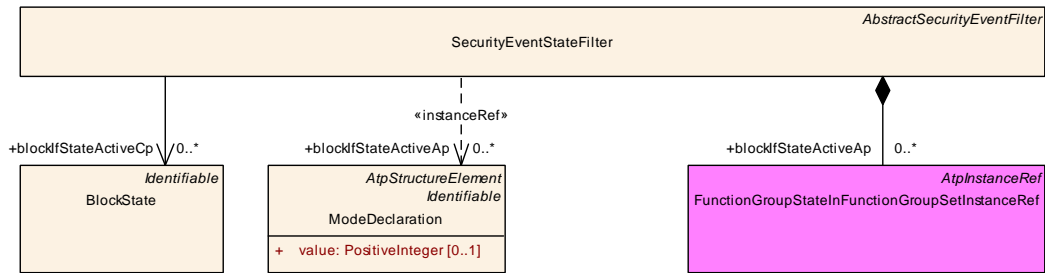 AbstractSecurityEventFilter
SecurityEventStateFilter
«instanceRef»
+blockIfStateActiveCp 0..*
+blockIfStateActiveAp 0..*
+blockIfStateActiveAp 0..*
Identifiable
BlockState
AtpStructureElement
Identifiable
ModeDeclaration
+ value: PositiveInteger [0..1]
AtpInstanceRef
FunctionGroupStateInFunctionGroupSetInstanceRef